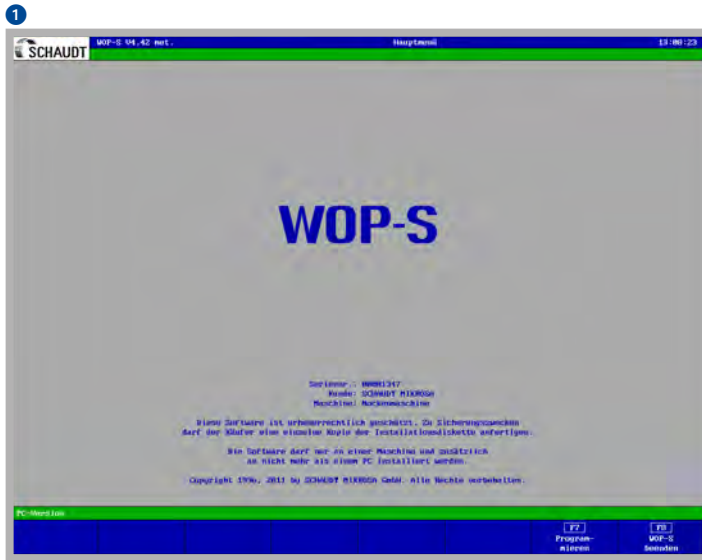 1
SCHAUDT
WOP-S V4.42 met. Hauptmenü 13:00:23
WOP-S
Seriennr.:
Kunde: SCHAUDT MIKROSA
Maschine: Nockenmaschine
Diese Software ist urheberrechtlich geschützt. Zu Sicherungszwecken
darf der Käufer eine einzelne Kopie der Installationsdiskette anfertigen.
Die Software darf nur an einer Maschine und zusätzlich
an nicht mehr als einem PC installiert werden.
Copyright 1996, 2011 by SCHAUDT MIKROSA GmbH. Alle Rechte vorbehalten.
PC-Version
F7 F8
Program- WOP-S
mieren beenden